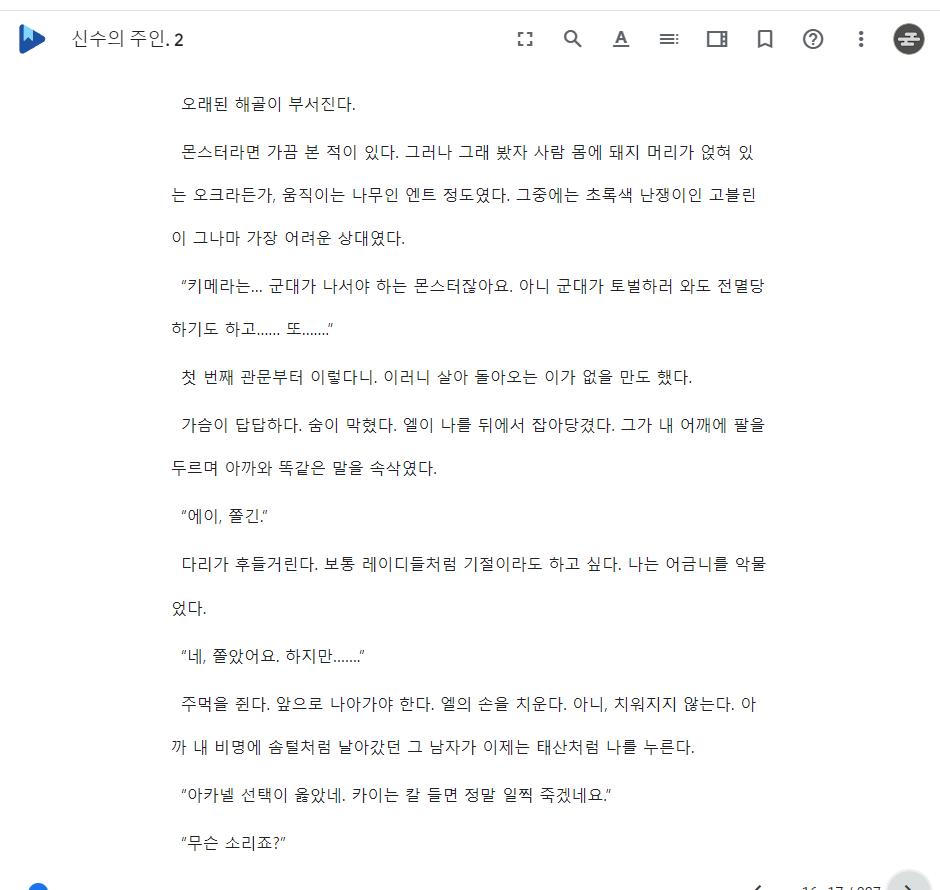 신수의 주인. 2
오래된 해골이 부서진다.
몬스터라면 가끔 본 적이 있다. 그러나 그래 봤자 사람 몸에 돼지 머리가 얹혀 있
는 오크라든가, 움직이는 나무인 엔트 정도였다. 그중에는 초록색 난쟁이인 고블린
이 그나마 가장 어려운 상대였다.
“키메라는... 군대가 나서야 하는 몬스터잖아요. 아니 군대가 토벌하러 와도 전멸당
하기도 하고...... 또.......”
첫 번째 관문부터 이렇다니. 이러니 살아 돌아오는 이가 없을 만도 했다.
가슴이 답답하다. 숨이 막혔다. 엘이 나를 뒤에서 잡아당겼다. 그가 내 어깨에 팔을
두르며 아까와 똑같은 말을 속삭였다.
“에이, 쫄긴.”
다리가 후들거린다. 보통 레이디들처럼 기절이라도 하고 싶다. 나는 어금니를 악물
었다.
“네, 쫄았어요. 하지만.......”
주먹을 쥔다. 앞으로 나아가야 한다. 엘의 손을 치운다. 아니, 치워지지 않는다. 아
까 내 비명에 솜털처럼 날아갔던 그 남자가 이제는 태산처럼 나를 누른다.
“아카넬 선택이 옳았네. 카이는 칼 들면 정말 일찍 죽겠네요.”
“무슨 소리죠?”